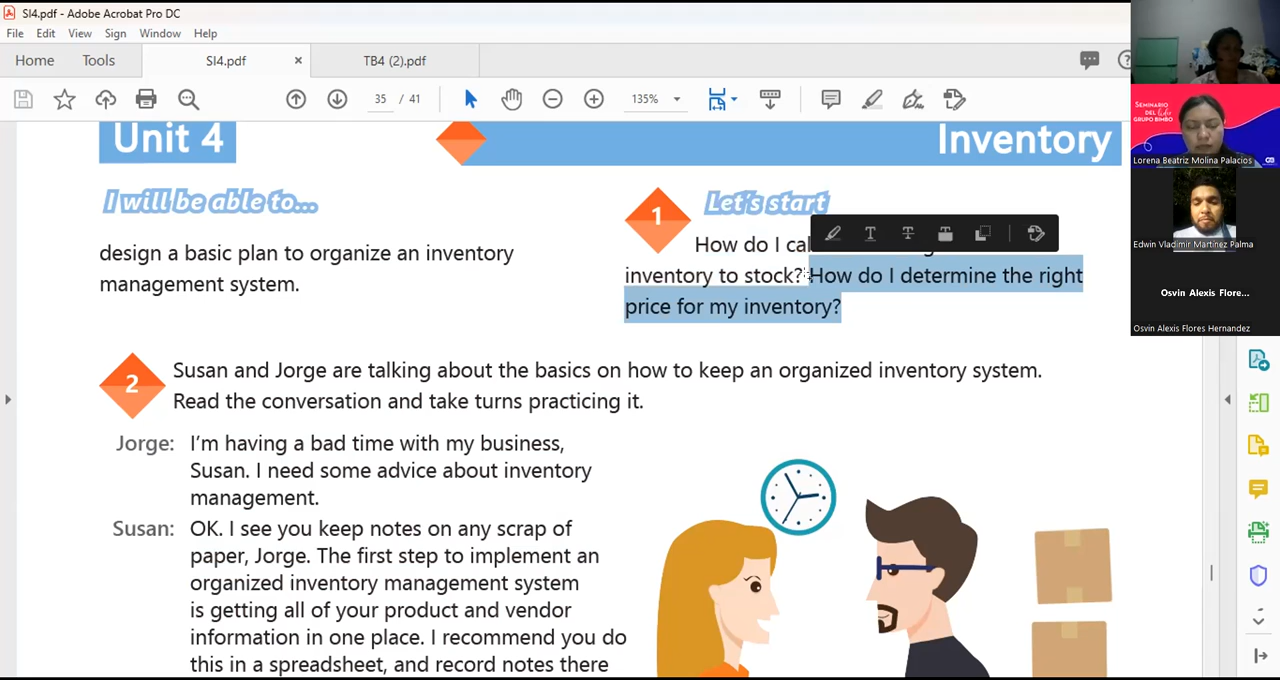 SI4.pdf - Adobe Acrobat Pro DC
File Edit View Sign Window Help
Home Tools SI4.pdf × TB4 (2).pdf
35 / 41 135%
Unit 4 Inventory
I will be able to...
design a basic plan to organize an inventory
management system.
1 Let's start
How do I cal
inventory to stock? How do I determine the right
price for my inventory?
2 Susan and Jorge are talking about the basics on how to keep an organized inventory system.
Read the conversation and take turns practicing it.
Jorge: I'm having a bad time with my business,
Susan. I need some advice about inventory
management.
Susan: OK. I see you keep notes on any scrap of
paper, Jorge. The first step to implement an
organized inventory management system
is getting all of your product and vendor
information in one place. I recommend you do
this in a spreadsheet, and record notes there
SEMINARIO
DEL líder
GRUPO BIMBO
Lorena Beatriz Molina Palacios
Edwin Vladimir Martínez Palma
Osvin Alexis Flore...
Osvin Alexis Flores Hernandez